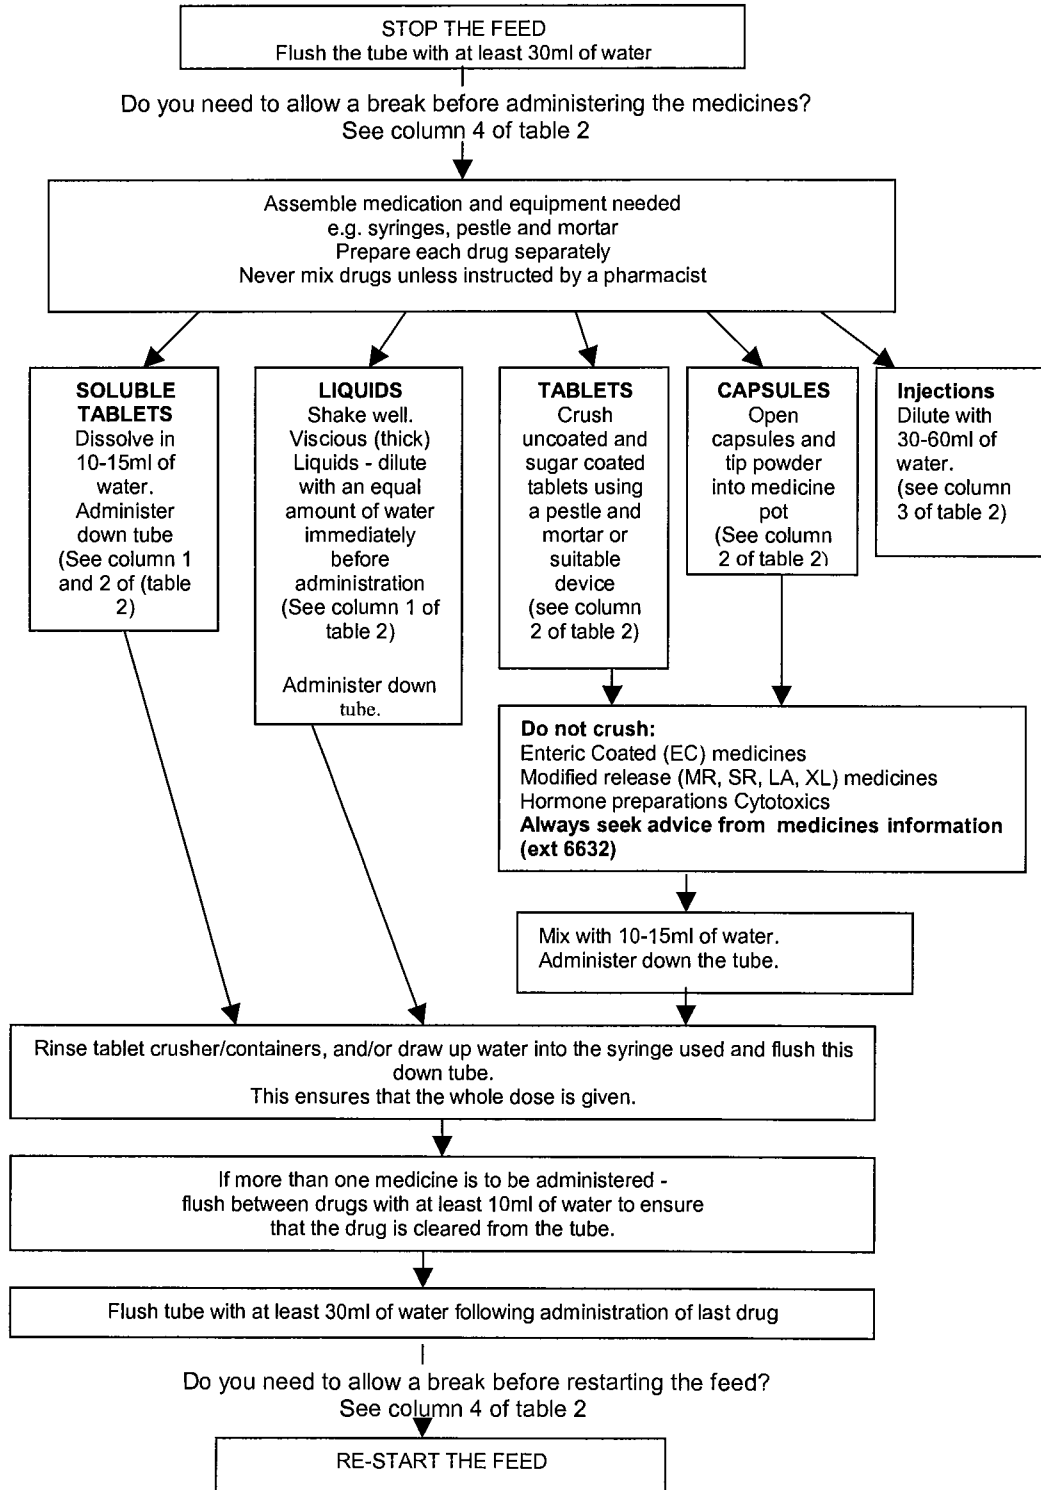 STOP THE FEED
Flush the tube with at least 30ml of water
Do you need to allow a break before administering the medicines?
See column 4 of table 2
Assemble medication and equipment needed
e.g. syringes, pestle and mortar
Prepare each drug separately
Never mix drugs unless instructed by a pharmacist
SOLUBLE
TABLETS
Dissolve in
10-15ml of
water.
Administer
down tube
(See column 1
and 2 of (table
2)
LIQUIDS
Shake well.
Viscious (thick)
Liquids - dilute
with an equal
amount of water
immediately
before
administration
(See column 1 of
table 2)
Administer down
tube.
TABLETS
Crush
uncoated and
sugar coated
tablets using
a pestle and
mortar or
suitable
device
(see column
2 of table 2)
CAPSULES
Open
capsules and
tip powder
into medicine
pot
(See column
2 of table 2)
Injections
Dilute with
30-60ml of
water.
(see column
3 of table 2)
Do not crush:
Enteric Coated (EC) medicines
Modified release (MR, SR, LA, XL) medicines
Hormone preparations Cytotoxics
Always seek advice from medicines information
(ext 6632)
Mix with 10-15ml of water.
Administer down the tube.
Rinse tablet crusher/containers, and/or draw up water into the syringe used and flush this
down tube.
This ensures that the whole dose is given.
If more than one medicine is to be administered -
flush between drugs with at least 10ml of water to ensure
that the drug is cleared from the tube.
Flush tube with at least 30ml of water following administration of last drug
Do you need to allow a break before restarting the feed?
See column 4 of table 2
RE-START THE FEED